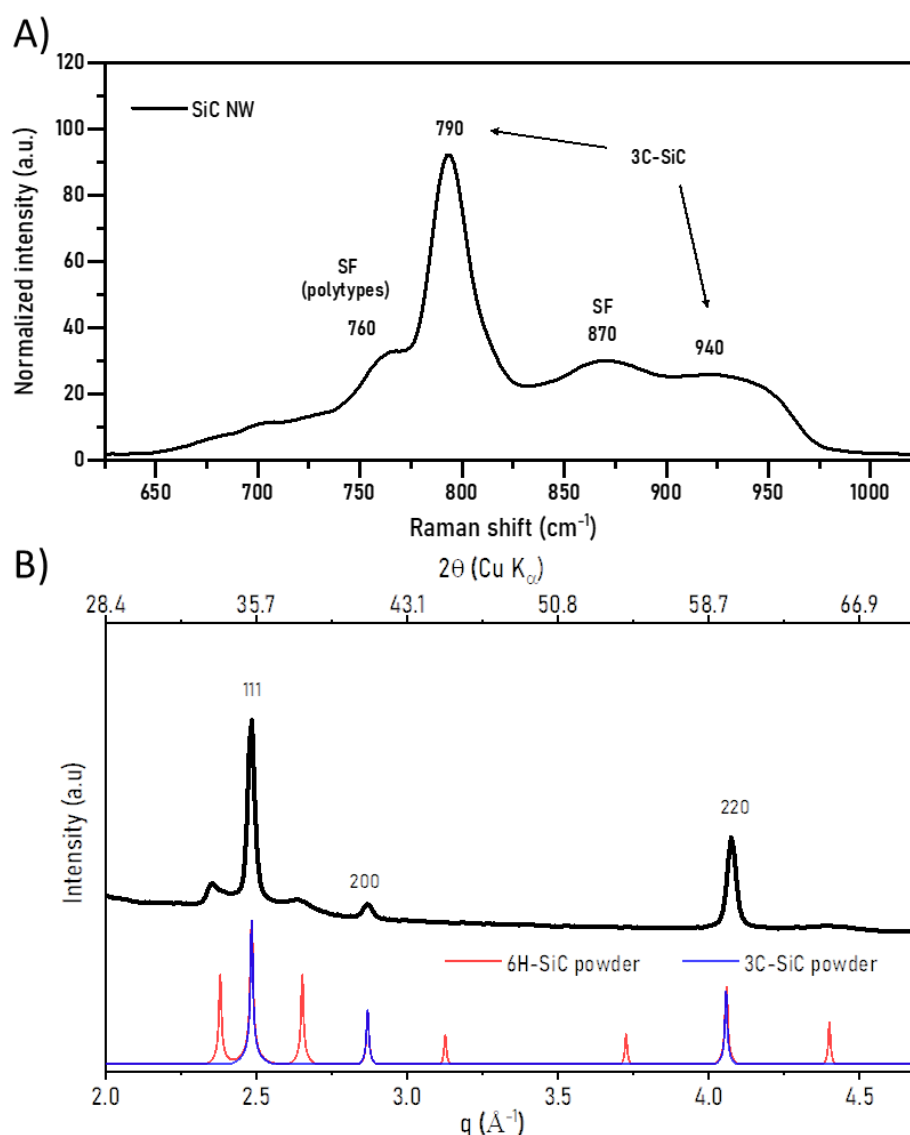 A)
120
100
80
60
40
20
0
Normalized intensity (a.u.)
SiC NW
790
3C-SiC
SF
(polytypes)
760
SF
870
940
650 700 750 800 850 900 950 1000
Raman shift (cm⁻¹)
B)
2θ (Cu Kα)
28.4 35.7 43.1 50.8 58.7 66.9
Intensity (a.u)
111
200
220
6H-SiC powder 3C-SiC powder
2.0 2.5 3.0 3.5 4.0 4.5
q (Å⁻¹)